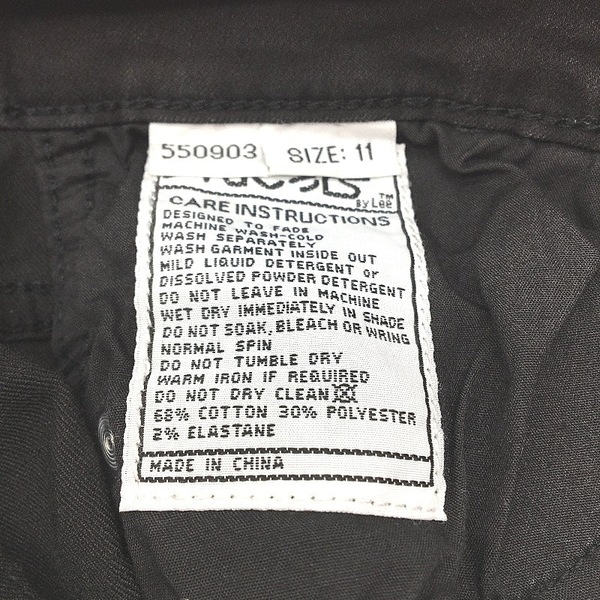 550903 SIZE: 11
TM
By Lee
CARE INSTRUCTIONS
DESIGNED TO FADE
MACHINE WASH-COLD
WASH SEPARATELY
WASH GARMENT INSIDE OUT
MILD LIQUID DETERGENT or
DISSOLVED POWDER DETERGENT
DO NOT LEAVE IN MACHINE
WET DRY IMMEDIATELY IN SHADE
DO NOT SOAK, BLEACH OR WRING
NORMAL SPIN
DO NOT TUMBLE DRY
WARM IRON IF REQUIRED
DO NOT DRY CLEAN
68% COTTON 30% POLYESTER
2% ELASTANE
MADE IN CHINA